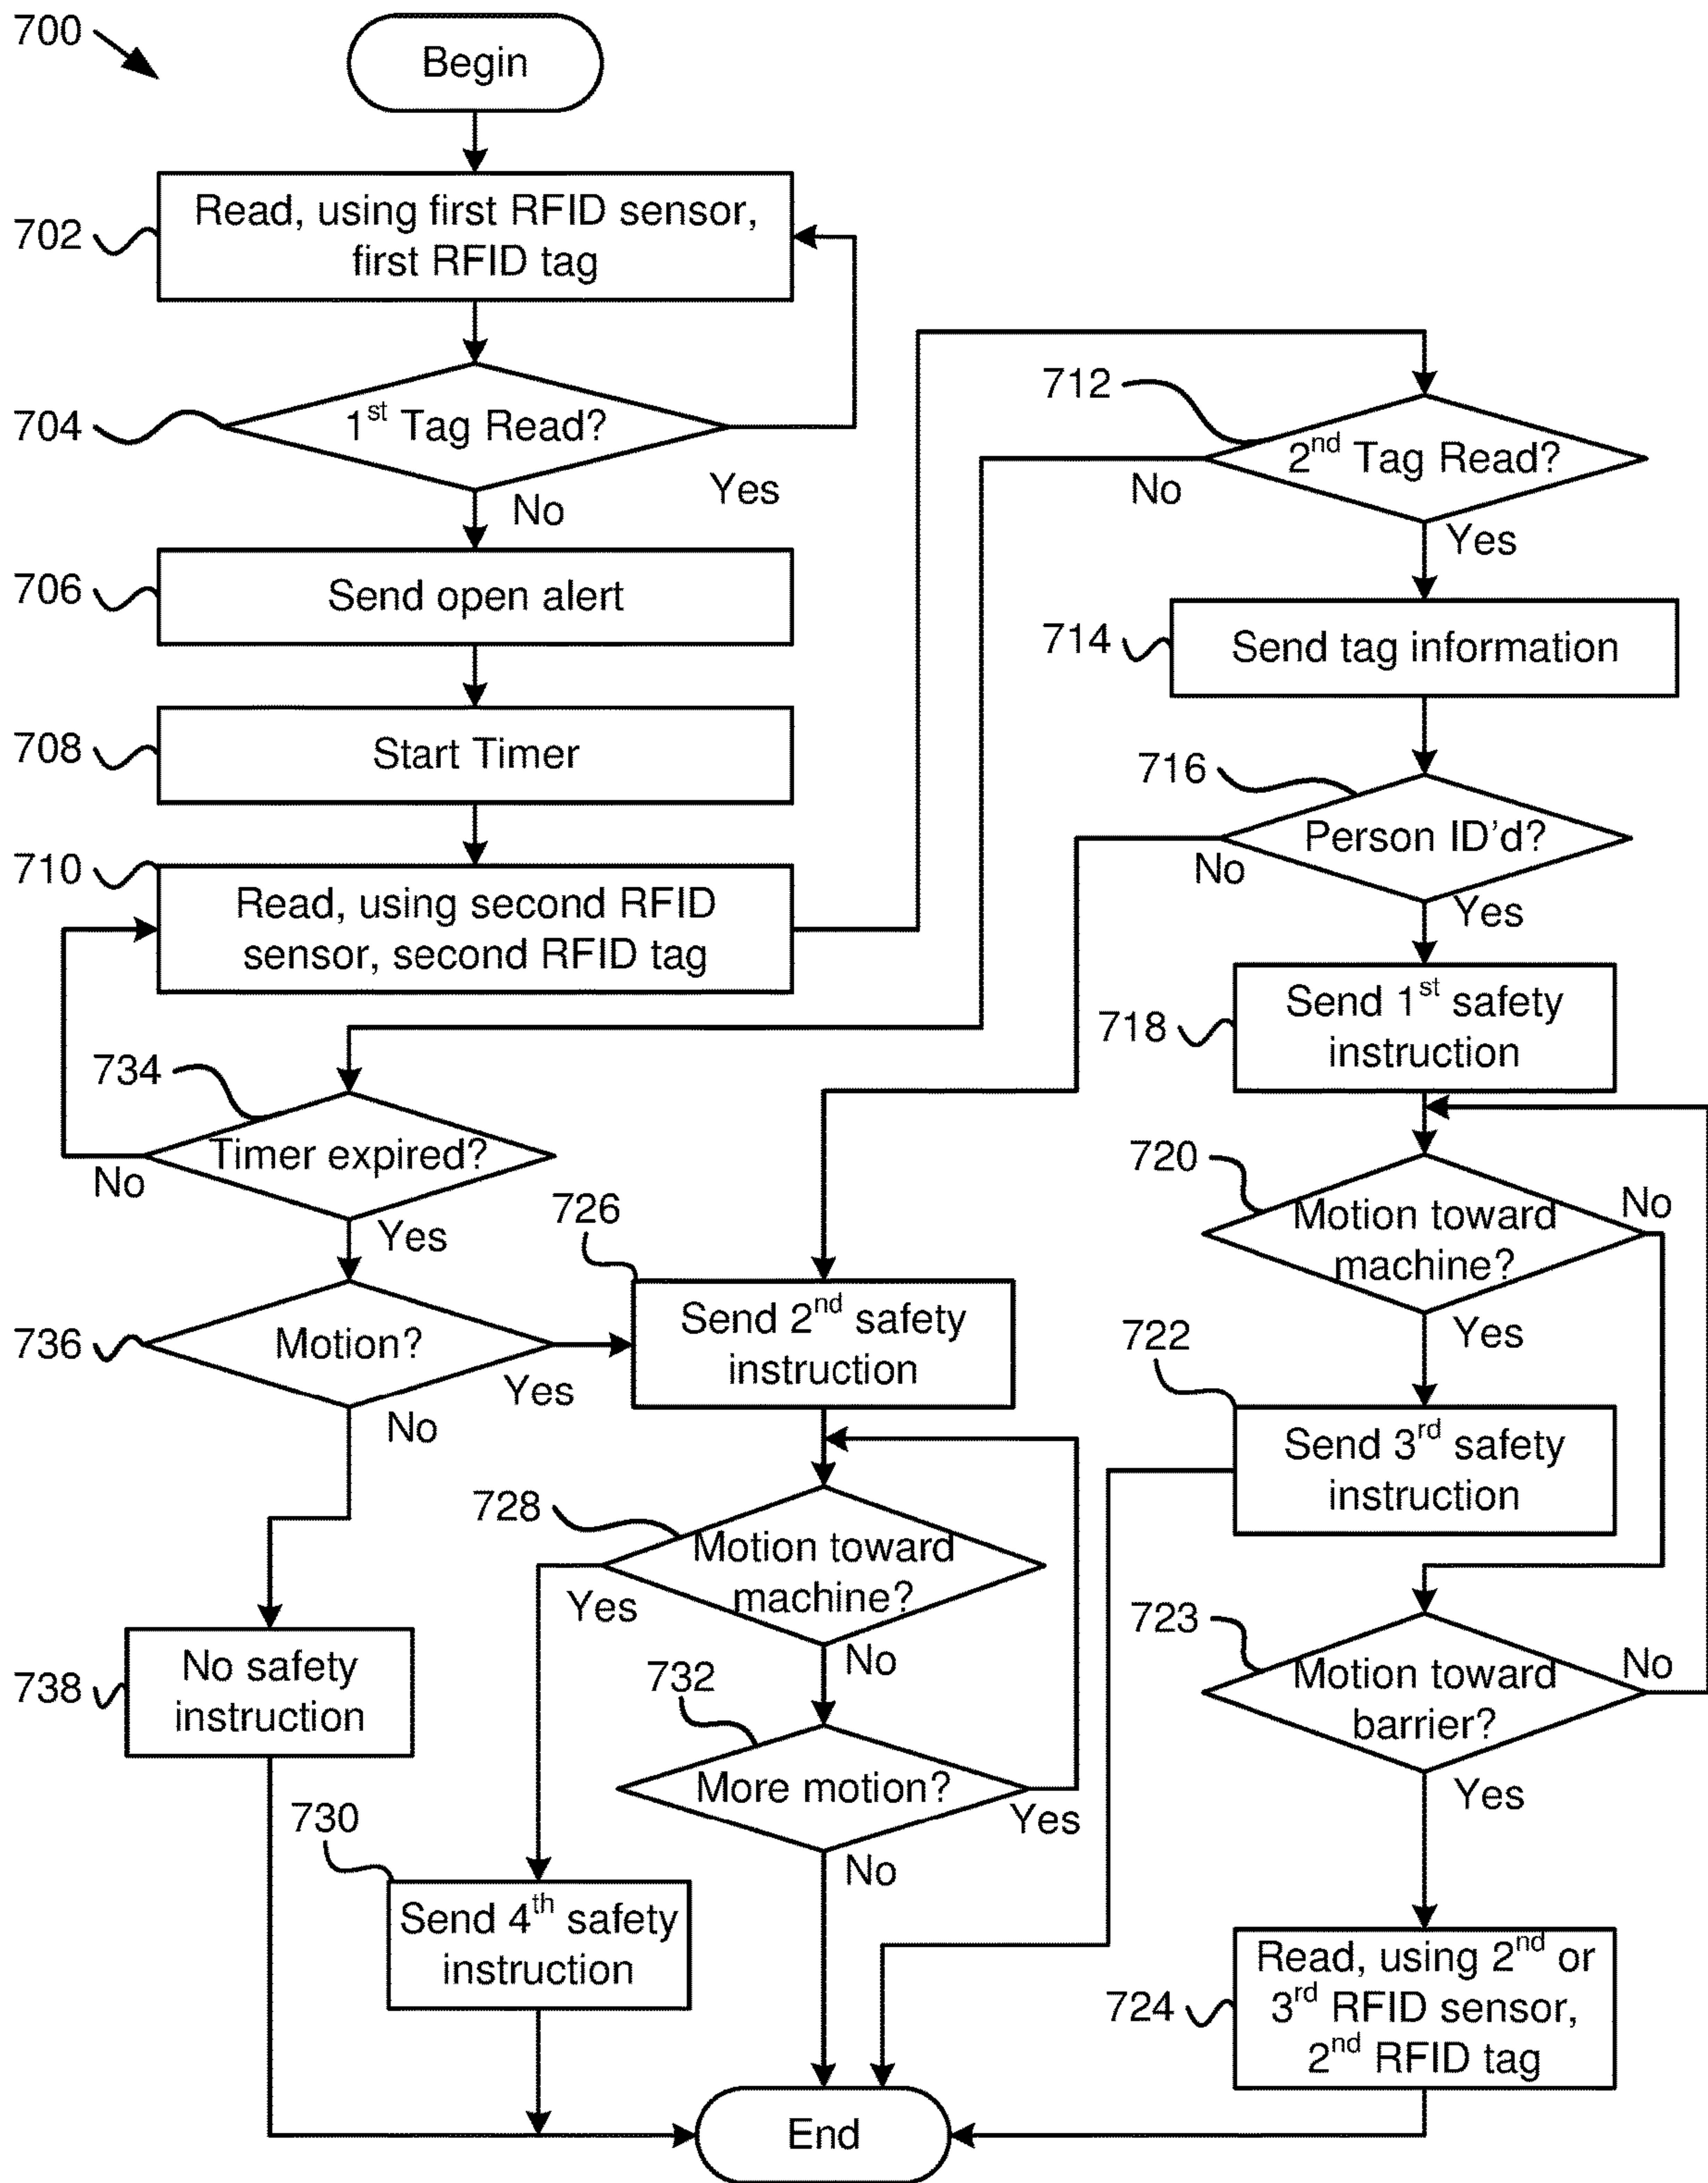 700
Begin
702
Read, using first RFID sensor,
first RFID tag
704
1st Tag Read?
Yes
No
706
Send open alert
708
Start Timer
710
Read, using second RFID
sensor, second RFID tag
712
2nd Tag Read?
No
Yes
714
Send tag information
716
Person ID'd?
No
Yes
718
Send 1st safety
instruction
720
Motion toward
machine?
No
Yes
722
Send 3rd safety
instruction
723
Motion toward
barrier?
No
Yes
724
Read, using 2nd or
3rd RFID sensor,
2nd RFID tag
734
Timer expired?
No
Yes
736
Motion?
Yes
No
726
Send 2nd safety
instruction
728
Motion toward
machine?
Yes
No
732
More motion?
Yes
No
738
No safety
instruction
730
Send 4th safety
instruction
End